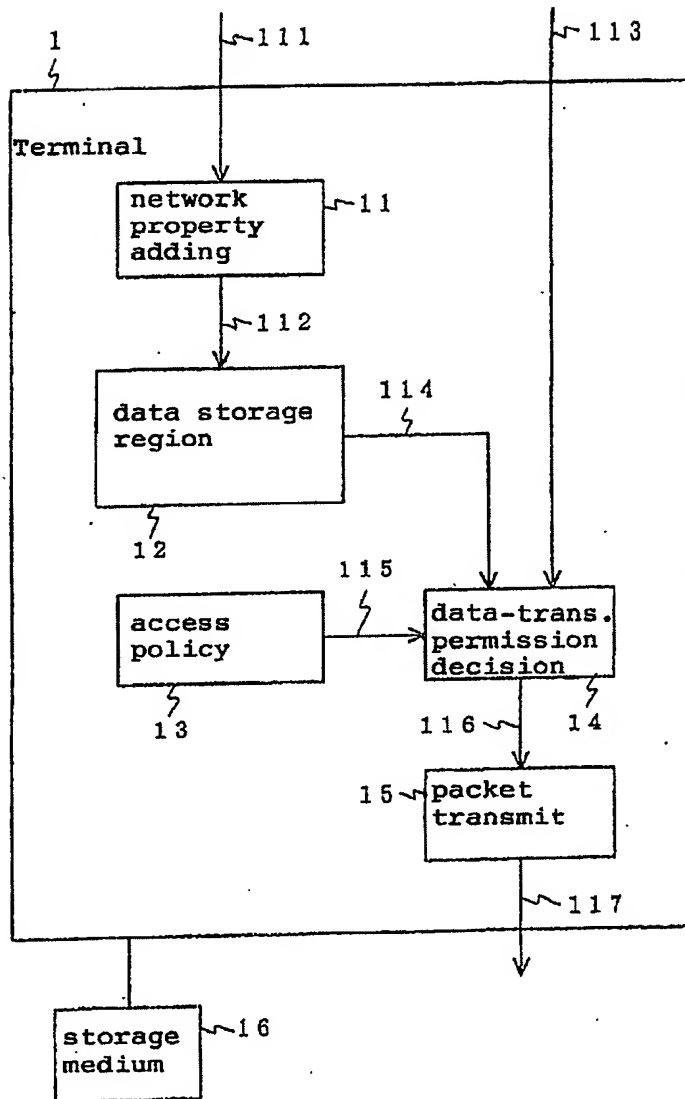 1
111
113
Terminal
network
property
adding
11
112
data storage
region
114
12
115
access
policy
data-trans.
permission
decision
13
116
14
15
packet
transmit
117
storage
medium
16